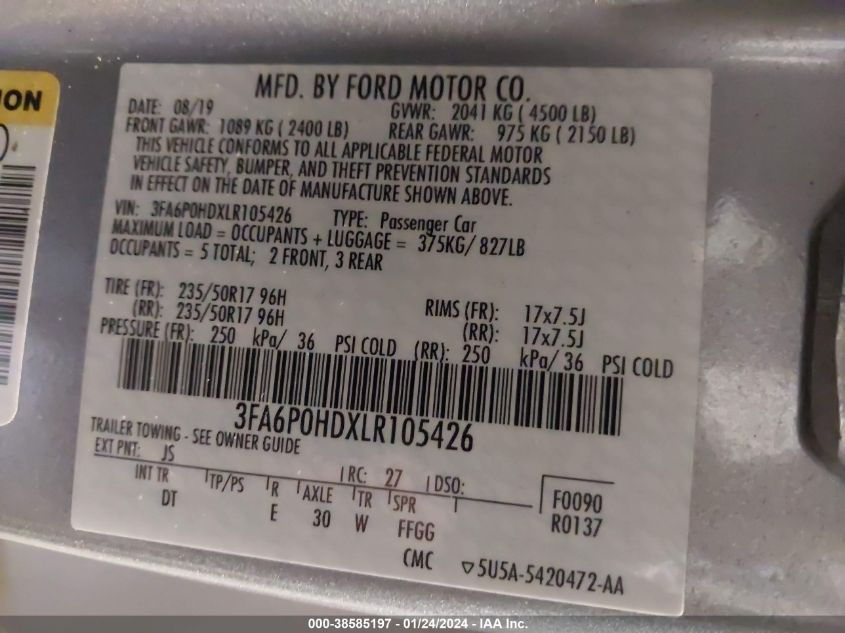 ION
MFD. BY FORD MOTOR CO.
DATE: 08/19 GVWR: 2041 KG ( 4500 LB)
FRONT GAWR: 1089 KG ( 2400 LB) REAR GAWR: 975 KG ( 2150 LB)
THIS VEHICLE CONFORMS TO ALL APPLICABLE FEDERAL MOTOR
VEHICLE SAFETY, BUMPER, AND THEFT PREVENTION STANDARDS
IN EFFECT ON THE DATE OF MANUFACTURE SHOWN ABOVE.
VIN: 3FA6P0HDXLR105426 TYPE: Passenger Car
MAXIMUM LOAD = OCCUPANTS + LUGGAGE = 375KG/ 827LB
OCCUPANTS = 5 TOTAL; 2 FRONT, 3 REAR
TIRE (FR): 235/50R17 96H RIMS (FR): 17x7.5J
(RR): 235/50R17 96H (RR): 17x7.5J
PRESSURE (FR): 250 kPa/ 36 PSI COLD (RR): 250 kPa/ 36 PSI COLD
3FA6P0HDXLR105426
TRAILER TOWING - SEE OWNER GUIDE
EXT PNT: JS RC: 27 DSO:
INT TR TP/PS R AXLE TR SPR F0090
DT E 30 W FFGG R0137
CMC ▽5U5A-5420472-AA
000-38585197 - 01/24/2024 - IAA Inc.